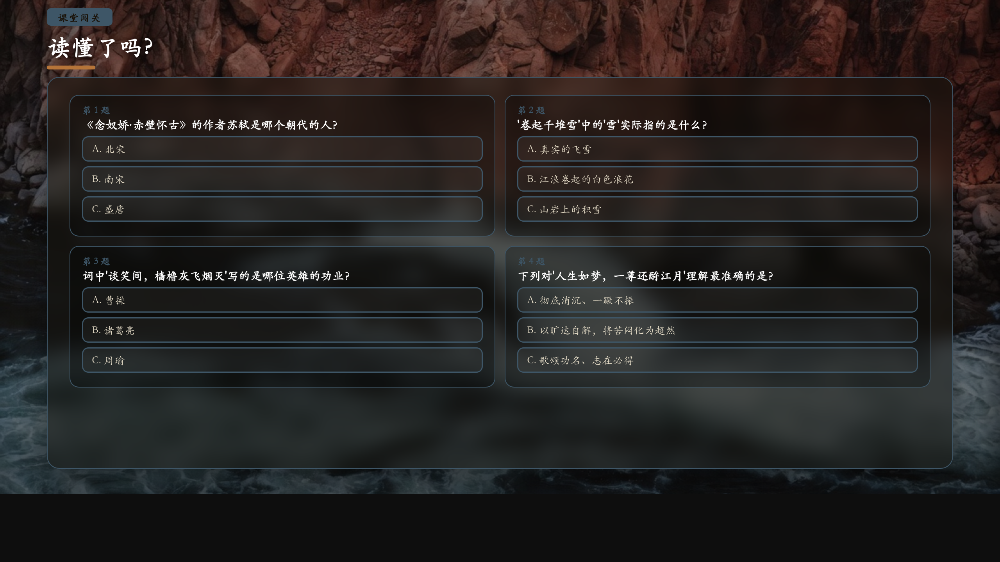 课堂闯关
读懂了吗?
第 1 题
《念奴娇·赤壁怀古》的作者苏轼是哪个朝代的人?
A. 北宋
B. 南宋
C. 盛唐
第 2 题
'卷起千堆雪'中的'雪'实际指的是什么?
A. 真实的飞雪
B. 江浪卷起的白色浪花
C. 山岩上的积雪
第 3 题
词中'谈笑间，樯橹灰飞烟灭'写的是哪位英雄的功业?
A. 曹操
B. 诸葛亮
C. 周瑜
第 4 题
下列对'人生如梦，一尊还酹江月'理解最准确的是?
A. 彻底消沉、一蹶不振
B. 以旷达自解，将苦闷化为超然
C. 歌颂功名、志在必得